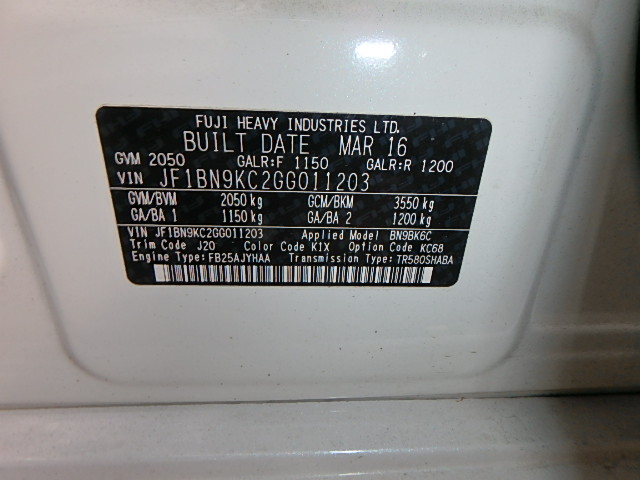 FUJI HEAVY INDUSTRIES LTD.
BUILT DATE MAR 16
GVM 2050 GALR:F 1150 GALR:R 1200
VIN JF1BN9KC2GG011203
GVM/BVM 2050 kg GCM/BKM 3550 kg
GA/BA 1 1150 kg GA/BA 2 1200 kg
VIN JF1BN9KC2GG011203 Applied Model BN9BK6C
Trim Code J20 Color Code K1X Option Code KC68
Engine Type: FB25AJYHAA Transmission Type: TR580SHABA